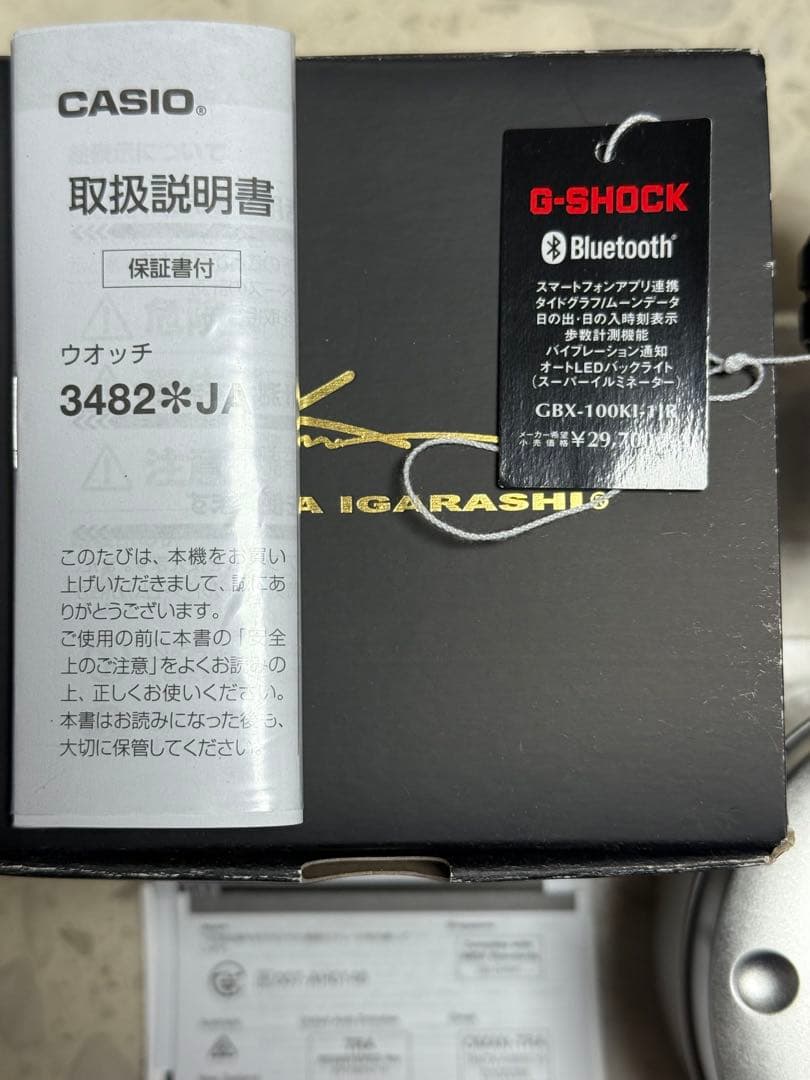 CASIO®
取扱説明書
保証書付
ウオッチ
3482＊JA
このたびは、本機をお買い
上げいただきまして、誠にあ
りがとうございます。
ご使用の前に本書の「安全
上のご注意」をよくお読みの
上、正しくお使いください。
本書はお読みになった後も、
大切に保管してください。
G-SHOCK
Bluetooth®
スマートフォンアプリ連携
タイドグラフ/ムーンデータ
日の出・日の入時刻表示
歩数計測機能
バイブレーション通知
オートLEDバックライト
(スーパーイルミネーター)
GBX-100KI-1JR
メーカー希望
小売価格 ¥29,70
A IGARASHI®